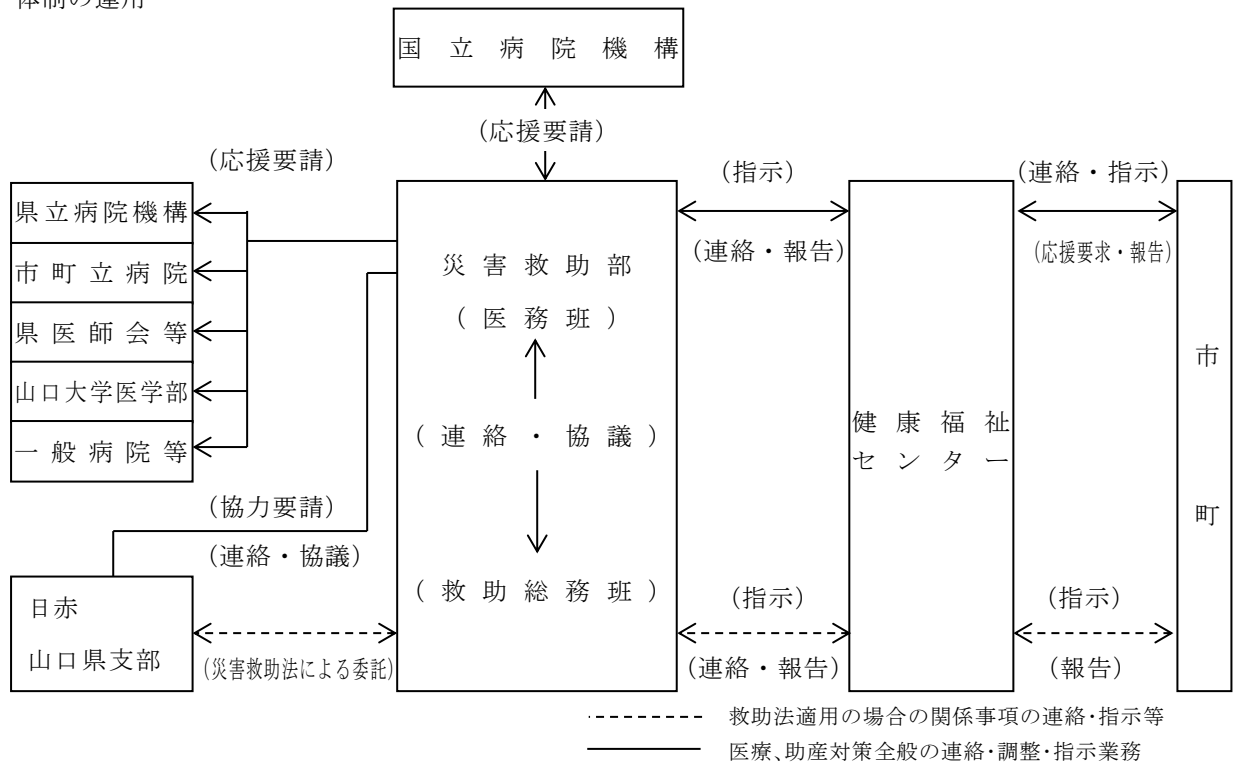 体制の運用
国立病院機構
(応援要請)
(応援要請)
県立病院機構
市町立病院
県医師会等
山口大学医学部
一般病院等
(協力要請)
(連絡・協議)
日赤
山口県支部
(災害救助法による委託)
災害救助部
(医務班)
(連絡・協議)
(救助総務班)
(指示)
(連絡・報告)
(指示)
(連絡・報告)
健康福祉
センター
(連絡・指示)
(応援要求・報告)
(指示)
(報告)
市
町
救助法適用の場合の関係事項の連絡・指示等
医療、助産対策全般の連絡・調整・指示業務